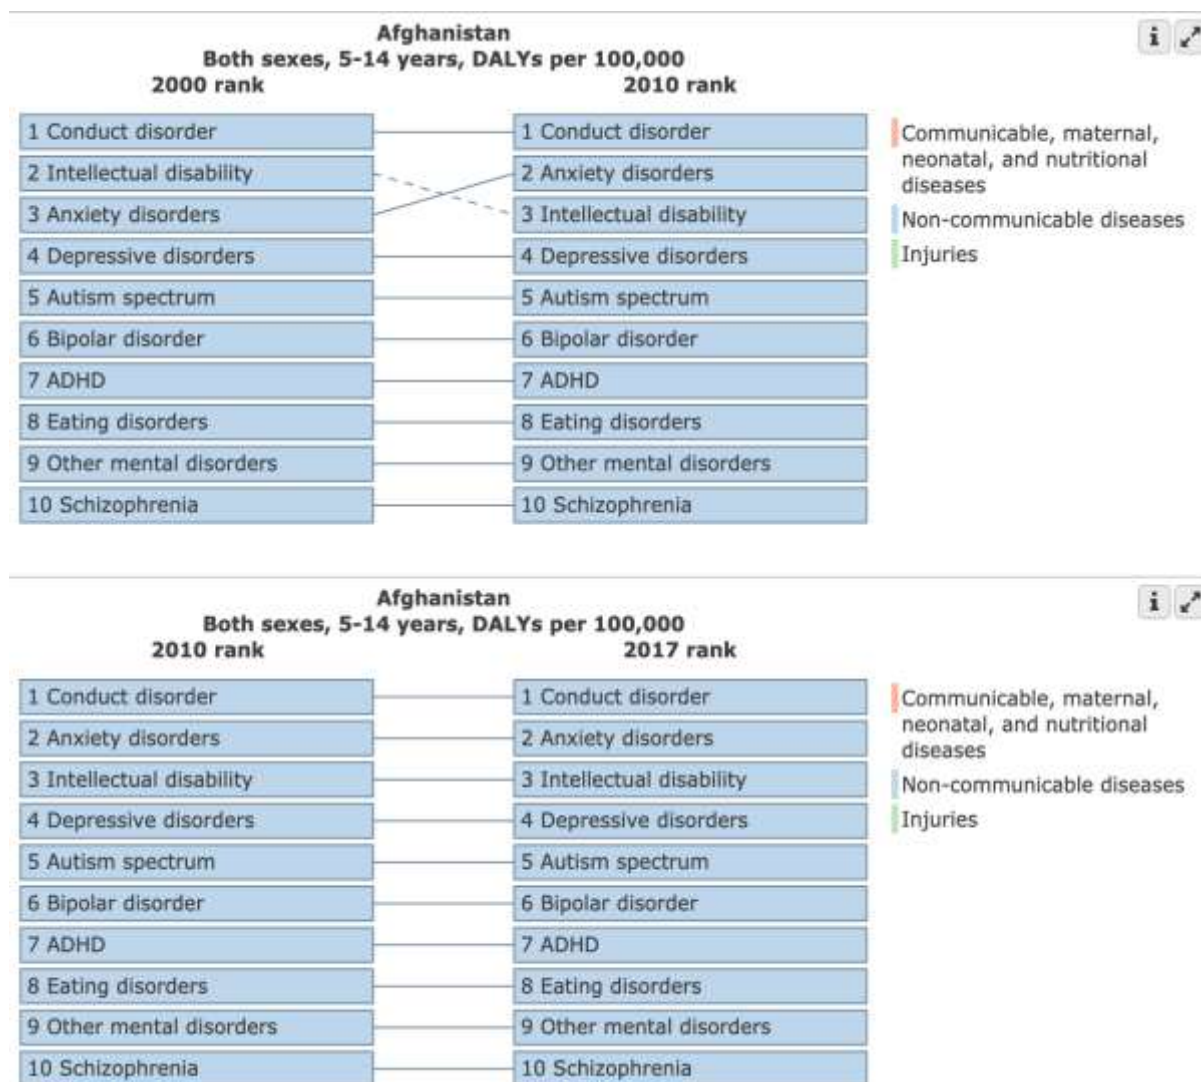 Afghanistan
Both sexes, 5-14 years, DALYs per 100,000
2000 rank 2010 rank
1 Conduct disorder 1 Conduct disorder
2 Intellectual disability 2 Anxiety disorders
3 Anxiety disorders 3 Intellectual disability
4 Depressive disorders 4 Depressive disorders
5 Autism spectrum 5 Autism spectrum
6 Bipolar disorder 6 Bipolar disorder
7 ADHD 7 ADHD
8 Eating disorders 8 Eating disorders
9 Other mental disorders 9 Other mental disorders
10 Schizophrenia 10 Schizophrenia
Communicable, maternal,
neonatal, and nutritional
diseases
Non-communicable diseases
Injuries
i
Afghanistan
Both sexes, 5-14 years, DALYs per 100,000
2010 rank 2017 rank
1 Conduct disorder 1 Conduct disorder
2 Anxiety disorders 2 Anxiety disorders
3 Intellectual disability 3 Intellectual disability
4 Depressive disorders 4 Depressive disorders
5 Autism spectrum 5 Autism spectrum
6 Bipolar disorder 6 Bipolar disorder
7 ADHD 7 ADHD
8 Eating disorders 8 Eating disorders
9 Other mental disorders 9 Other mental disorders
10 Schizophrenia 10 Schizophrenia
Communicable, maternal,
neonatal, and nutritional
diseases
Non-communicable diseases
Injuries
i